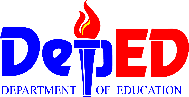 DepED
DEPARTMENT OF EDUCATION